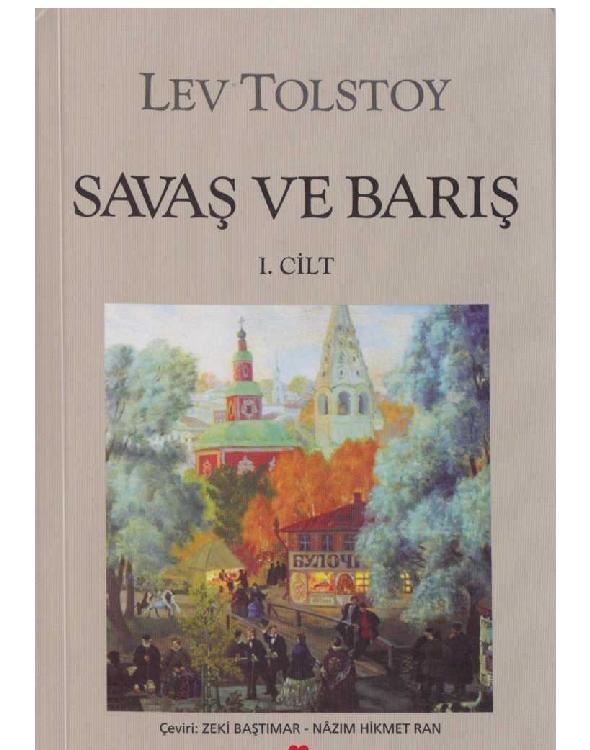 LEV TOLSTOY
SAVAŞ VE BARIŞ
I. CİLT
БУЛОЧ
Çeviri: ZEKİ BAŞTIMAR - NÂZIM HİKMET RAN